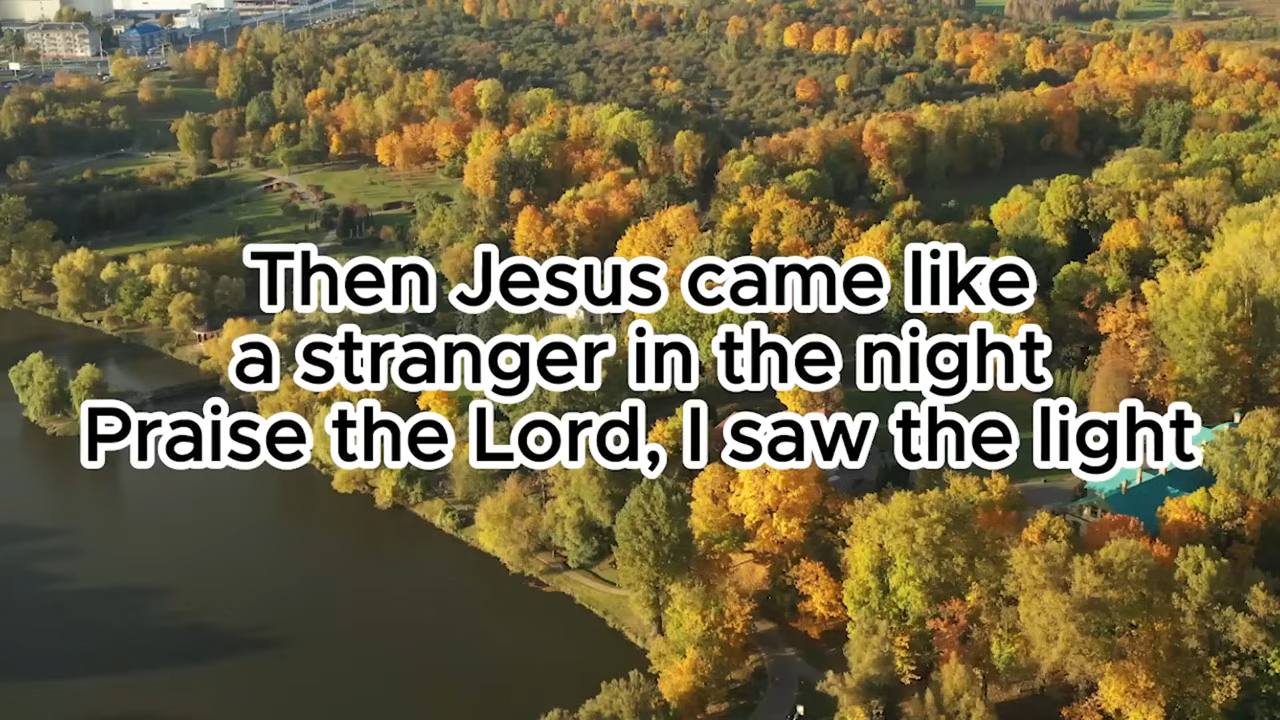 Then Jesus came like
a stranger in the night
Praise the Lord, I saw the light